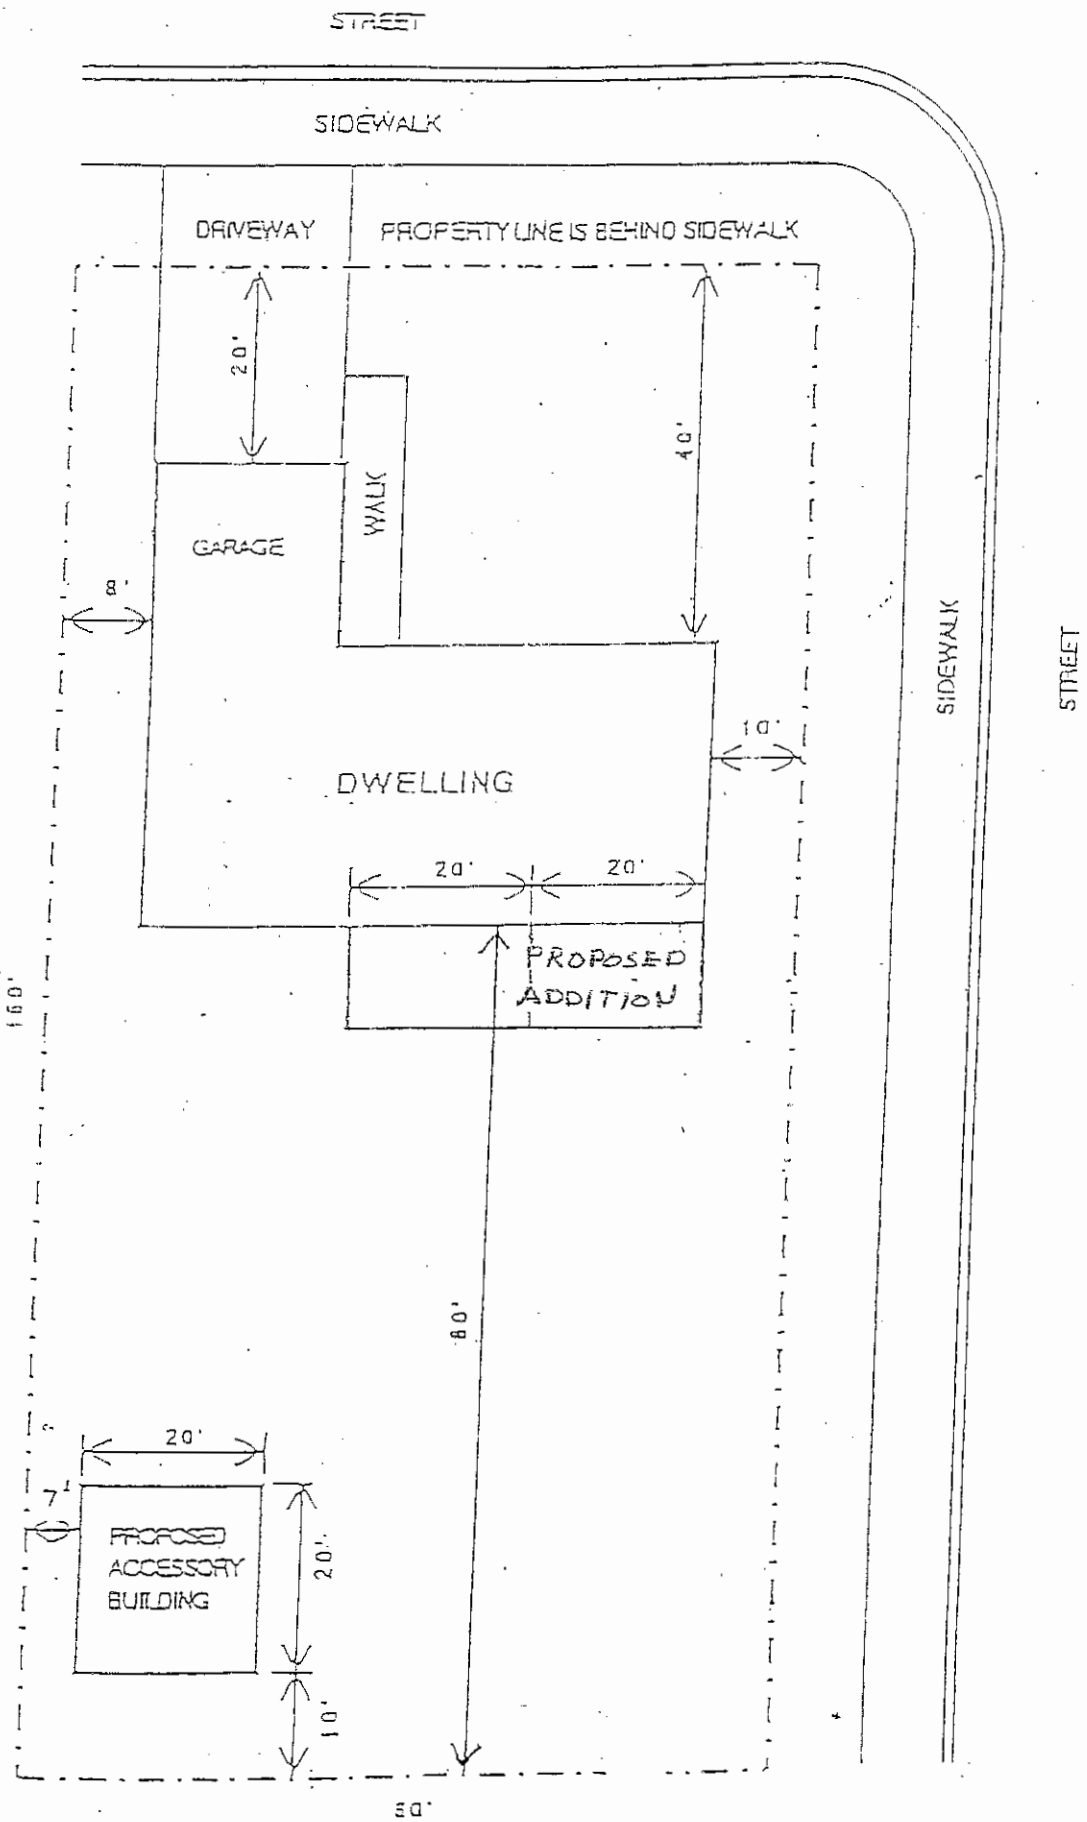 STREET
SIDEWALK
DRIVEWAY
PROPERTY LINE IS BEHIND SIDEWALK
20'
40'
WALK
GARAGE
8'
SIDEWALK
STREET
10'
DWELLING
20'
20'
PROPOSED
ADDITION
160'
80'
20'
7'
PROPOSED
ACCESSORY
BUILDING
20'
10'